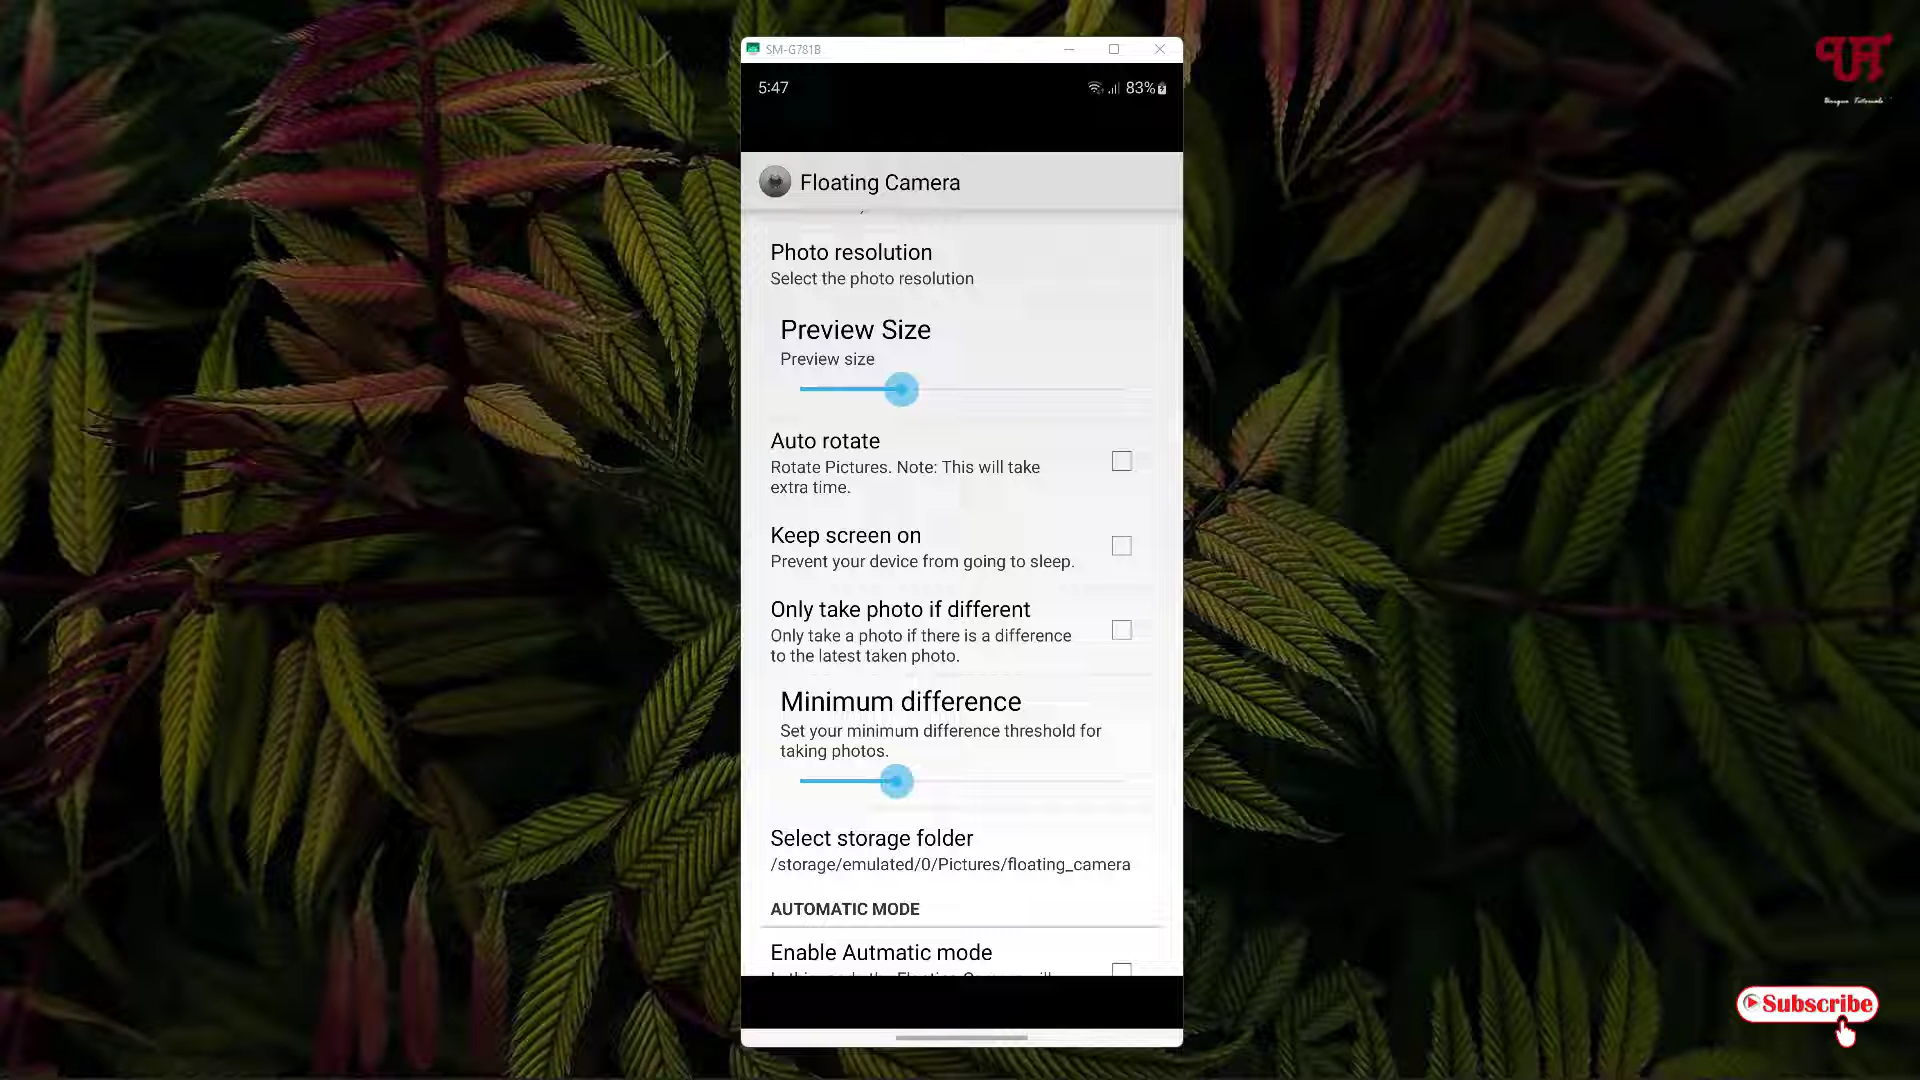 SM-G781B
5:47
83%
Floating Camera
Photo resolution
Select the photo resolution
Preview Size
Preview size
Auto rotate
Rotate Pictures. Note: This will take
extra time.
Keep screen on
Prevent your device from going to sleep.
Only take photo if different
Only take a photo if there is a difference
to the latest taken photo.
Minimum difference
Set your minimum difference threshold for
taking photos.
Select storage folder
/storage/emulated/0/Pictures/floating_camera
AUTOMATIC MODE
Enable Autmatic mode
Unique Tutorials
Subscribe